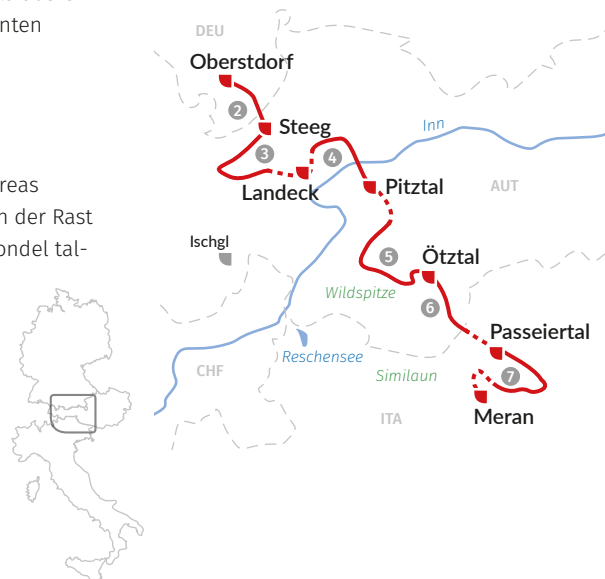 nten
reas
n der Rast
ondel tal-
DEU
Oberstdorf
2
Steeg
Inn
3
4
Landeck
Pitztal
AUT
Ischgl
5
Ötztal
Wildspitze
6
Passeiertal
Reschensee
CHF
Similaun
7
ITA
Meran